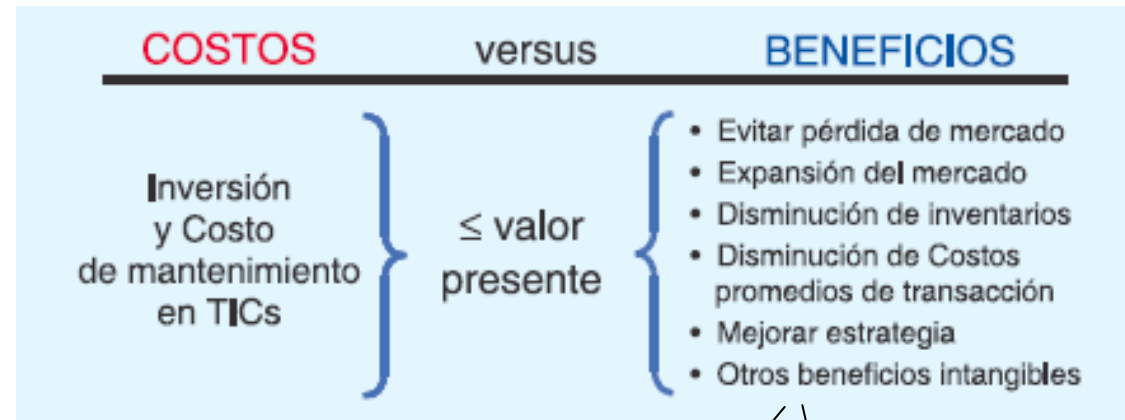 COSTOS versus BENEFICIOS
Inversión
y Costo
de mantenimiento
en TICs
≤ valor
presente
• Evitar pérdida de mercado
• Expansión del mercado
• Disminución de inventarios
• Disminución de Costos
promedios de transacción
• Mejorar estrategia
• Otros beneficios intangibles